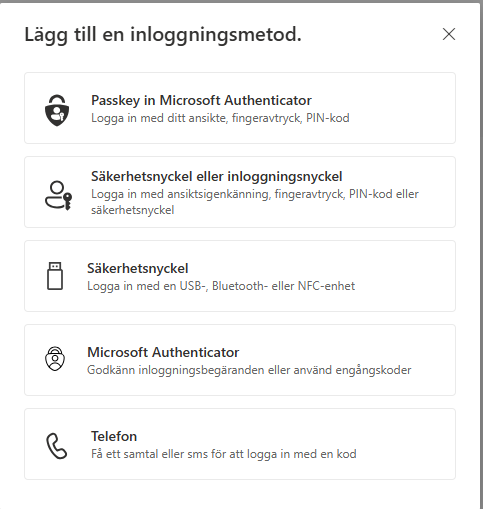 Lägg till en inloggningsmetod.
Passkey in Microsoft Authenticator
Logga in med ditt ansikte, fingeravtryck, PIN-kod
Säkerhetsnyckel eller inloggningsnyckel
Logga in med ansiktsigenkänning, fingeravtryck, PIN-kod eller
säkerhetsnyckel
Säkerhetsnyckel
Logga in med en USB-, Bluetooth- eller NFC-enhet
Microsoft Authenticator
Godkänn inloggningsbegäranden eller använd engångskoder
Telefon
Få ett samtal eller sms för att logga in med en kod